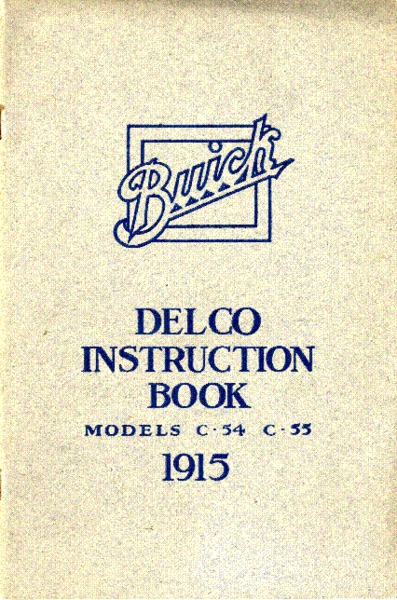 Buick
DELCO
INSTRUCTION
BOOK
MODELS C-54 C-55
1915